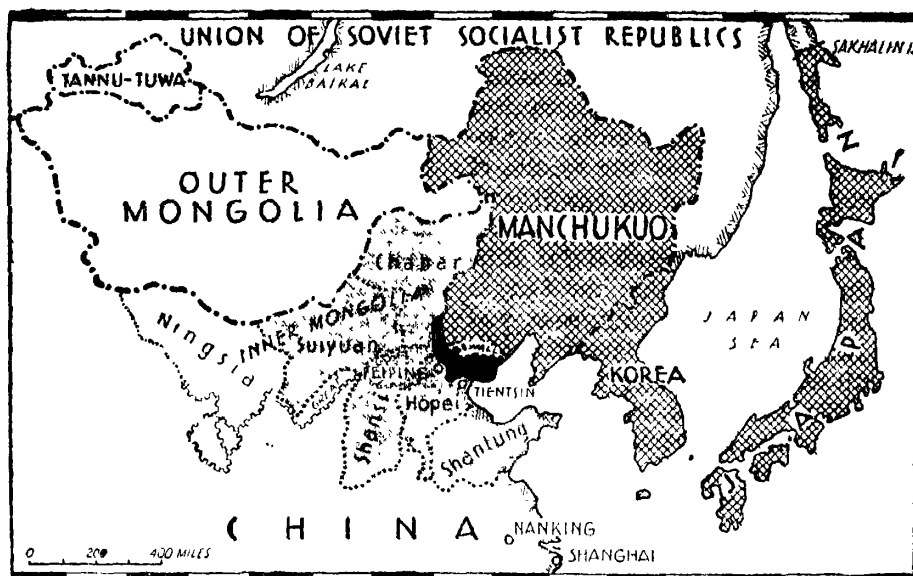 UNION OF SOVIET SOCIALIST REPUBLICS
SAKHALIN IS.
LAKE
BAIKAL
TANNU-TUWA
OUTER
MONGOLIA
MANCHUKUO
Chahar
INNER MONGOLIA
Ningsia
Suiyuan
PEIPING
TIENTSIN
Hopei
Shansi
Shantung
KOREA
JAPAN
SEA
JAPAN
CHINA
NANKING
SHANGHAI
0 200 400 MILES